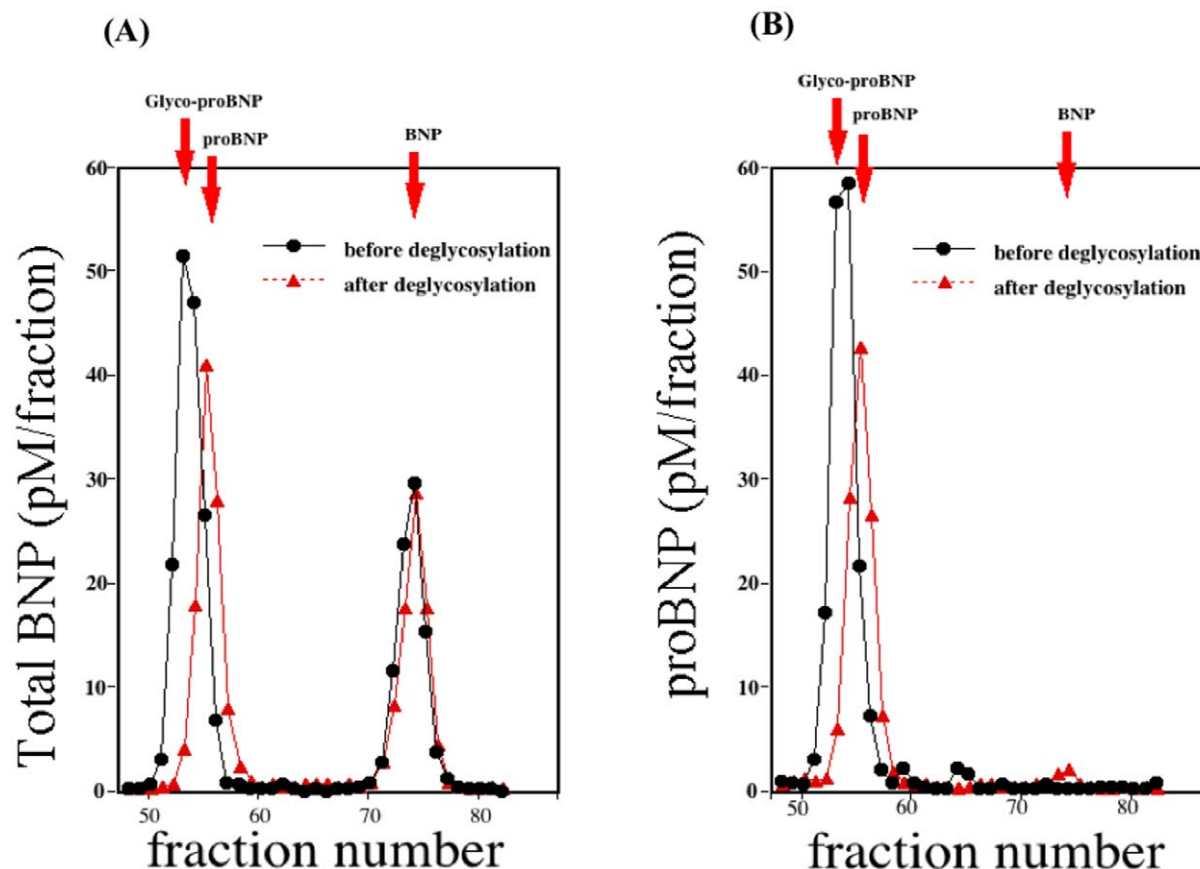 (A)
Glyco-proBNP
proBNP
BNP
60
50
40
30
20
10
0
Total BNP (pM/fraction)
before deglycosylation
after deglycosylation
50
60
70
80
fraction number
(B)
Glyco-proBNP
proBNP
BNP
60
50
40
30
20
10
0
proBNP (pM/fraction)
before deglycosylation
after deglycosylation
50
60
70
80
fraction number